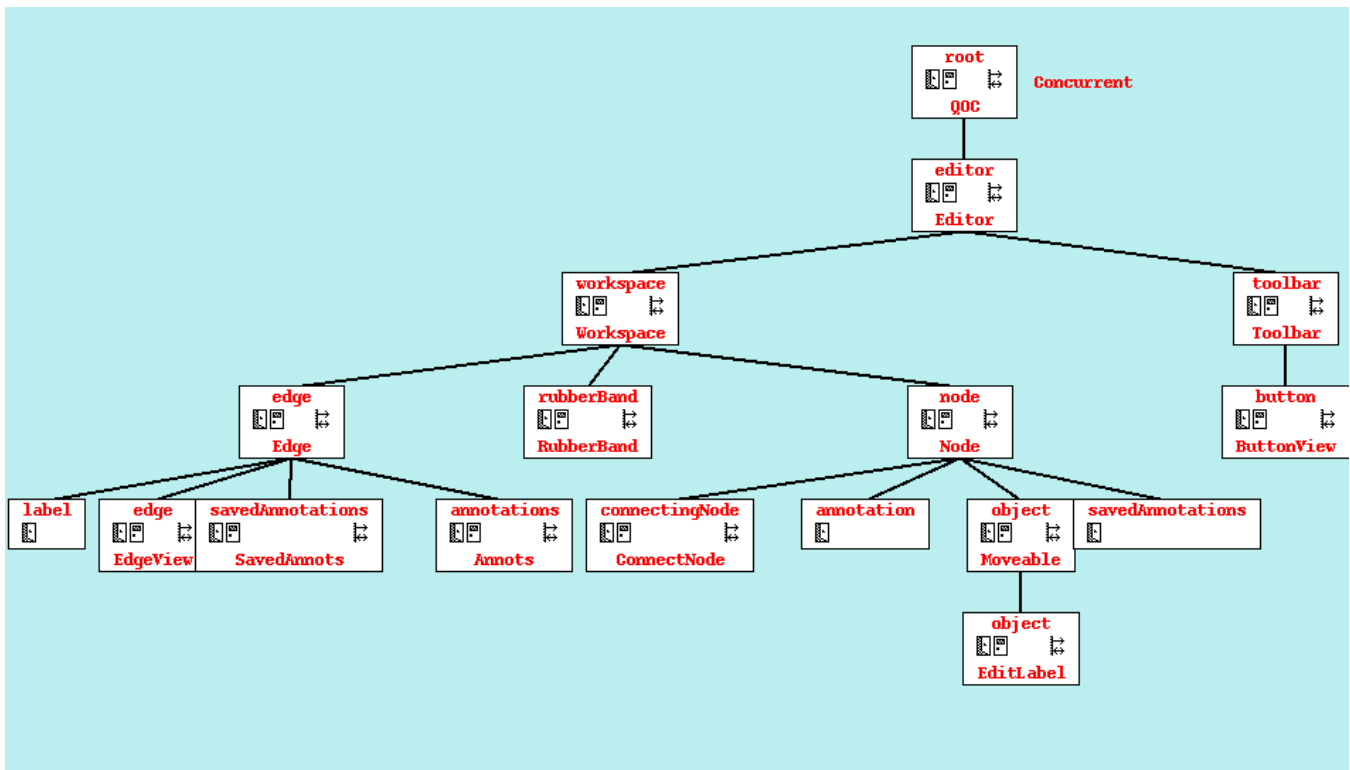 root
Concurrent
QOC
editor
Editor
workspace
Workspace
toolbar
Toolbar
edge
Edge
rubberBand
RubberBand
node
Node
button
ButtonView
label
edge
EdgeView
savedAnnotations
SavedAnnots
annotations
Annots
connectingNode
ConnectNode
annotation
object
Moveable
savedAnnotations
object
EditLabel